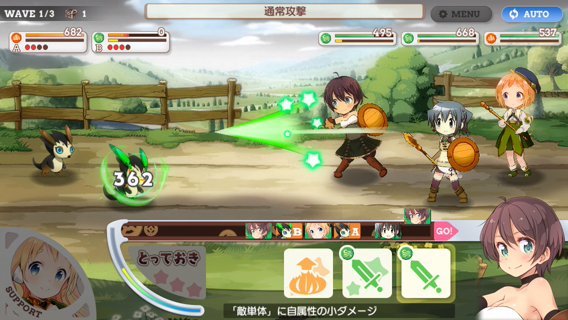 WAVE 1/3 1
通常攻撃
MENU
AUTO
682
A
0
B
495
668
537
362
B A
GO!
とっておき
SUPPORT
「敵単体」に自属性の小ダメージ